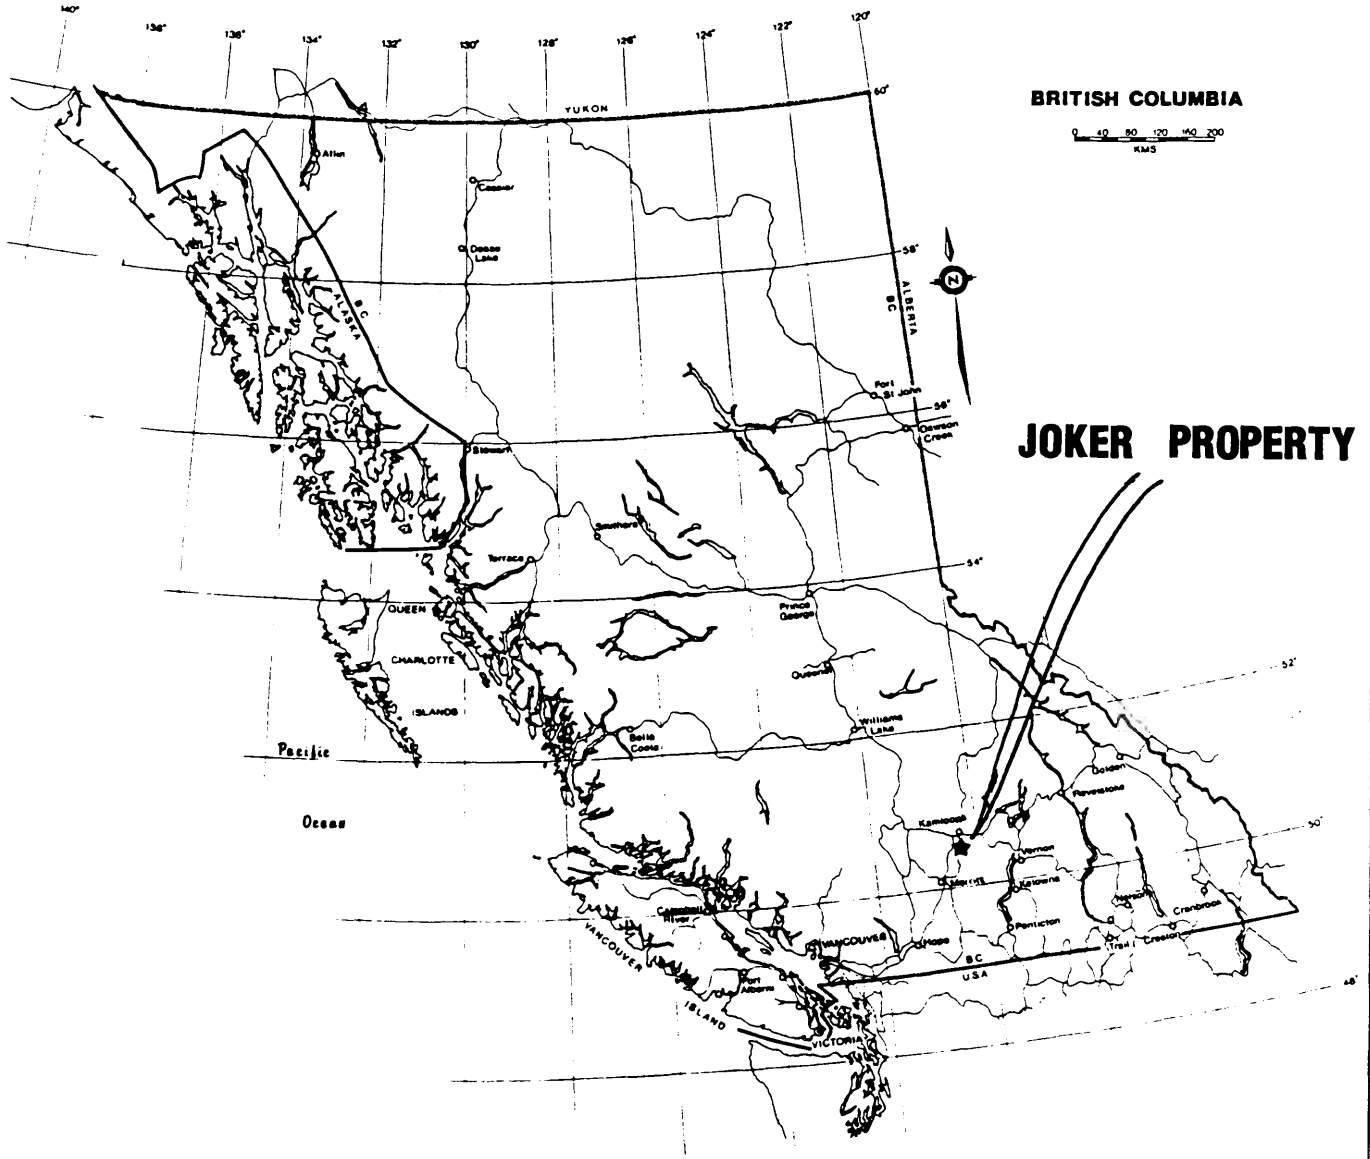 140° 138° 136° 134° 132° 130° 128° 126° 124° 122° 120°
YUKON
60°
BRITISH COLUMBIA
0 40 80 120 160 200
KMS
Atlin
Cassiar
Dease
Lake
58°
N
ALBERTA
BC
BC
ALASKA
Fort
St John
56°
Dawson
Creek
JOKER PROPERTY
Stewart
Smithers
Terrace
54°
Prince
George
QUEEN
CHARLOTTE
ISLANDS
Quesnel
52°
Williams
Lake
Bella
Coola
Pacific
Ocean
Golden
Revelstoke
Kamloops
50°
Vernon
Merritt
Kelowna
Nelson
Cranbrook
Campbell
River
Penticton
VANCOUVER
Hope
Trail
Creston
BC
USA
VANCOUVER
ISLAND
Port
Alberni
48°
VICTORIA